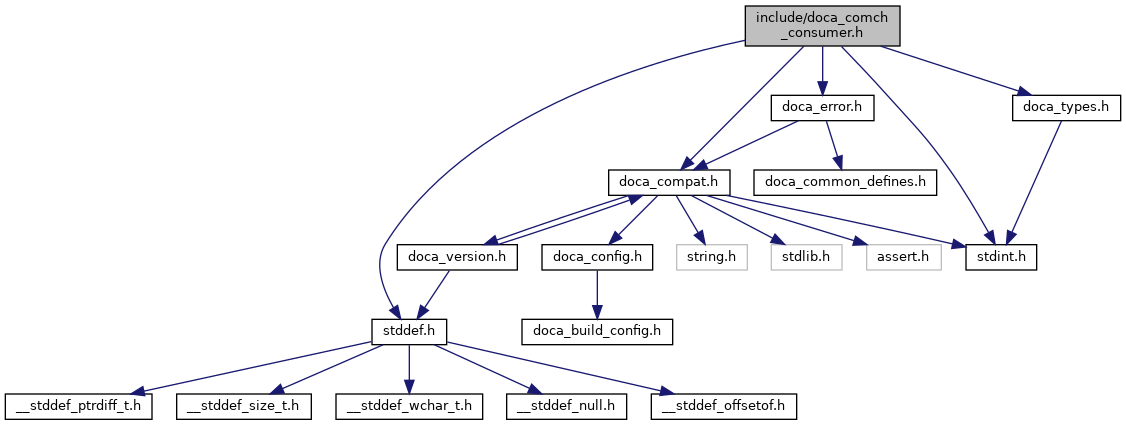 include/doca_comch
_consumer.h
doca_error.h
doca_types.h
doca_compat.h
doca_common_defines.h
doca_version.h
doca_config.h
string.h
stdlib.h
assert.h
stdint.h
stddef.h
doca_build_config.h
__stddef_ptrdiff_t.h
__stddef_size_t.h
__stddef_wchar_t.h
__stddef_null.h
__stddef_offsetof.h